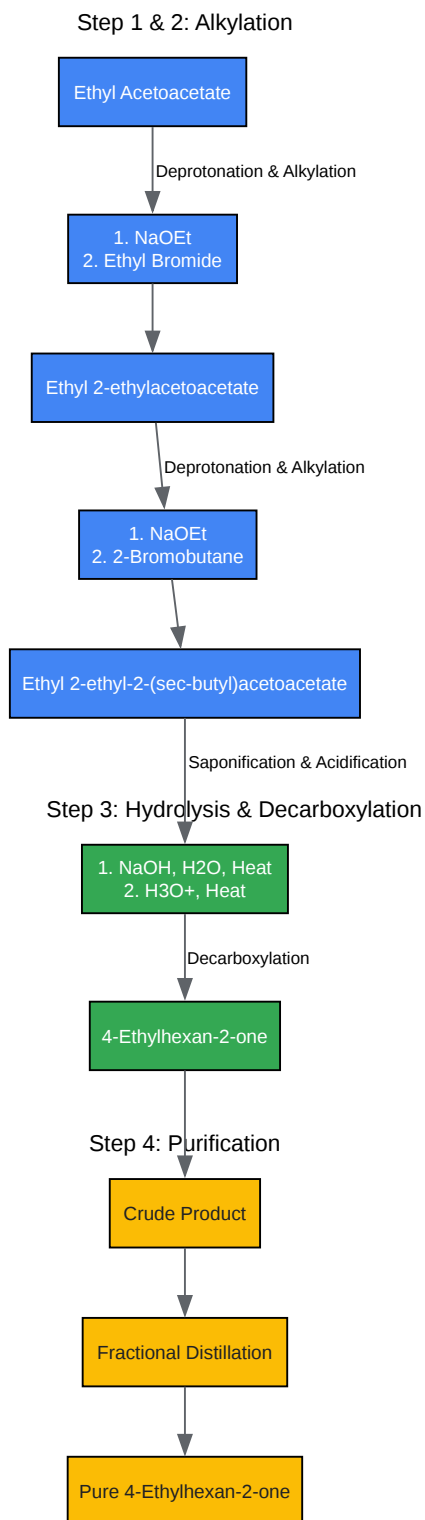 Step 1 & 2: Alkylation
Ethyl Acetoacetate
Deprotonation & Alkylation
1. NaOEt
2. Ethyl Bromide
Ethyl 2-ethylacetoacetate
Deprotonation & Alkylation
1. NaOEt
2. 2-Bromobutane
Ethyl 2-ethyl-2-(sec-butyl)acetoacetate
Saponification & Acidification
Step 3: Hydrolysis & Decarboxylation
1. NaOH, H2O, Heat
2. H3O+, Heat
Decarboxylation
4-Ethylhexan-2-one
Step 4: Purification
Crude Product
Fractional Distillation
Pure 4-Ethylhexan-2-one